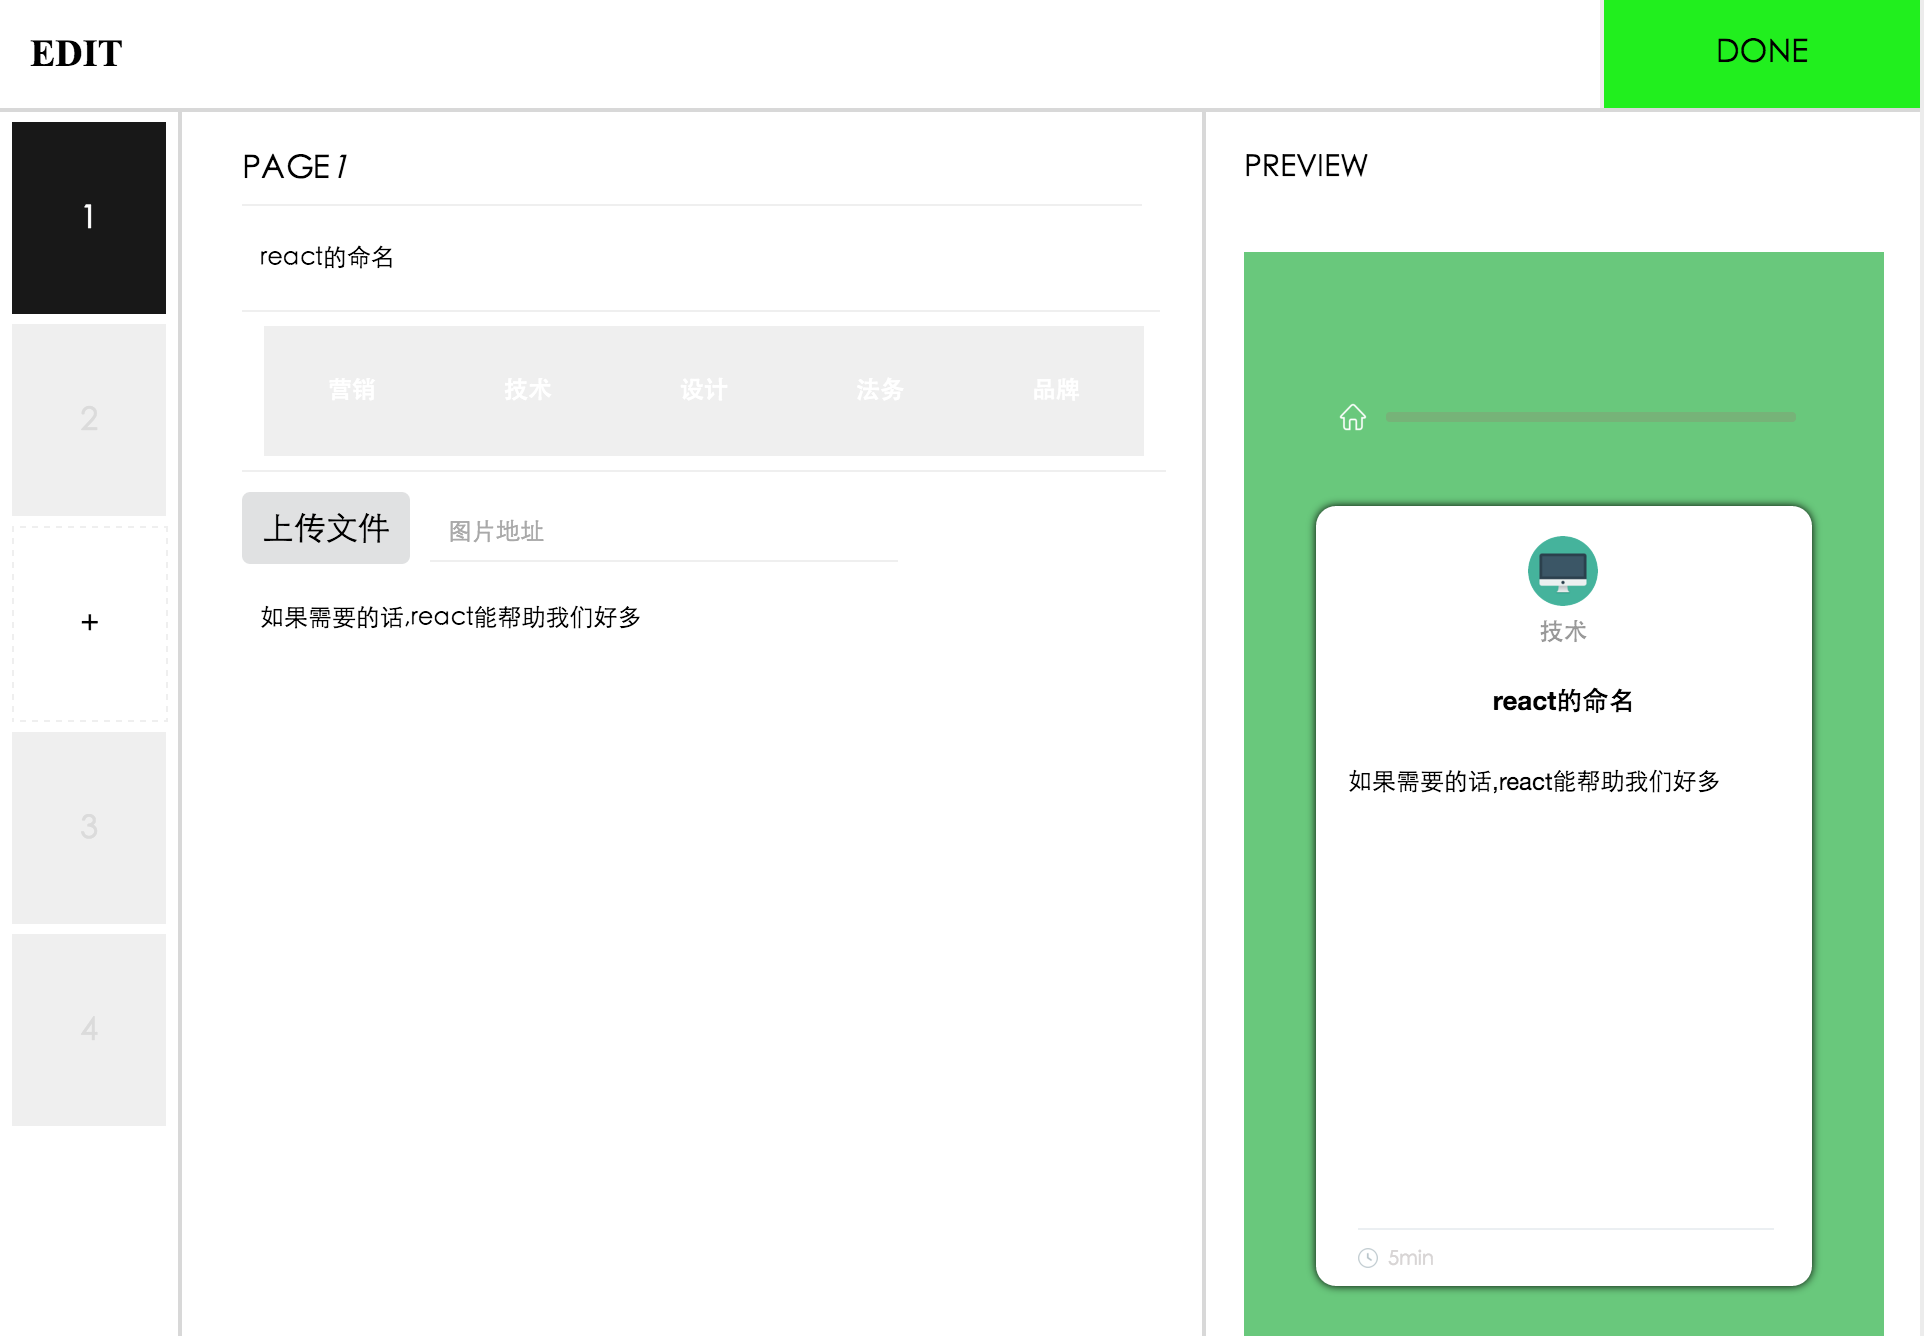 EDIT
DONE
1
2
+
3
4
PAGE 1
react的命名
营销 技术 设计 法务 品牌
上传文件 图片地址
如果需要的话,react能帮助我们好多
PREVIEW
技术
react的命名
如果需要的话,react能帮助我们好多
5min